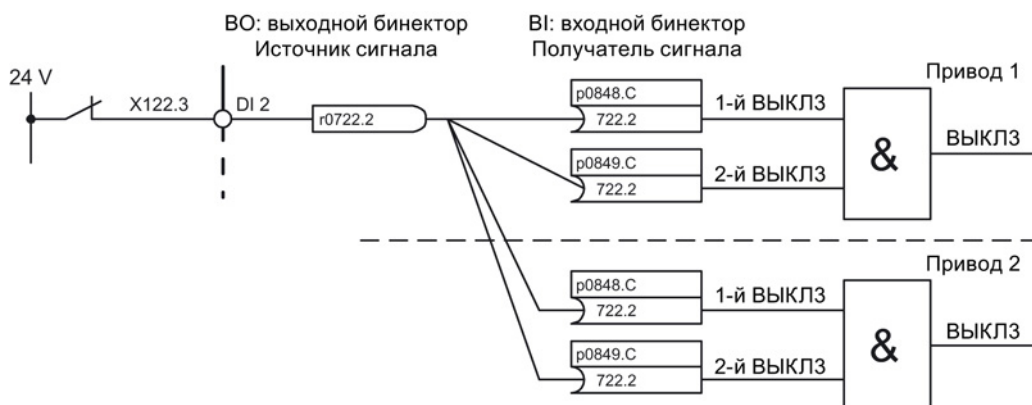 ВО: выходной бинектор
Источник сигнала
BI: входной бинектор
Получатель сигнала
24 V
X122.3
DI 2
r0722.2
Привод 1
p0848.C
722.2
1-й ВЫКЛ3
p0849.C
722.2
2-й ВЫКЛ3
&
ВЫКЛ3
Привод 2
p0848.C
722.2
1-й ВЫКЛ3
p0849.C
722.2
2-й ВЫКЛ3
&
ВЫКЛ3